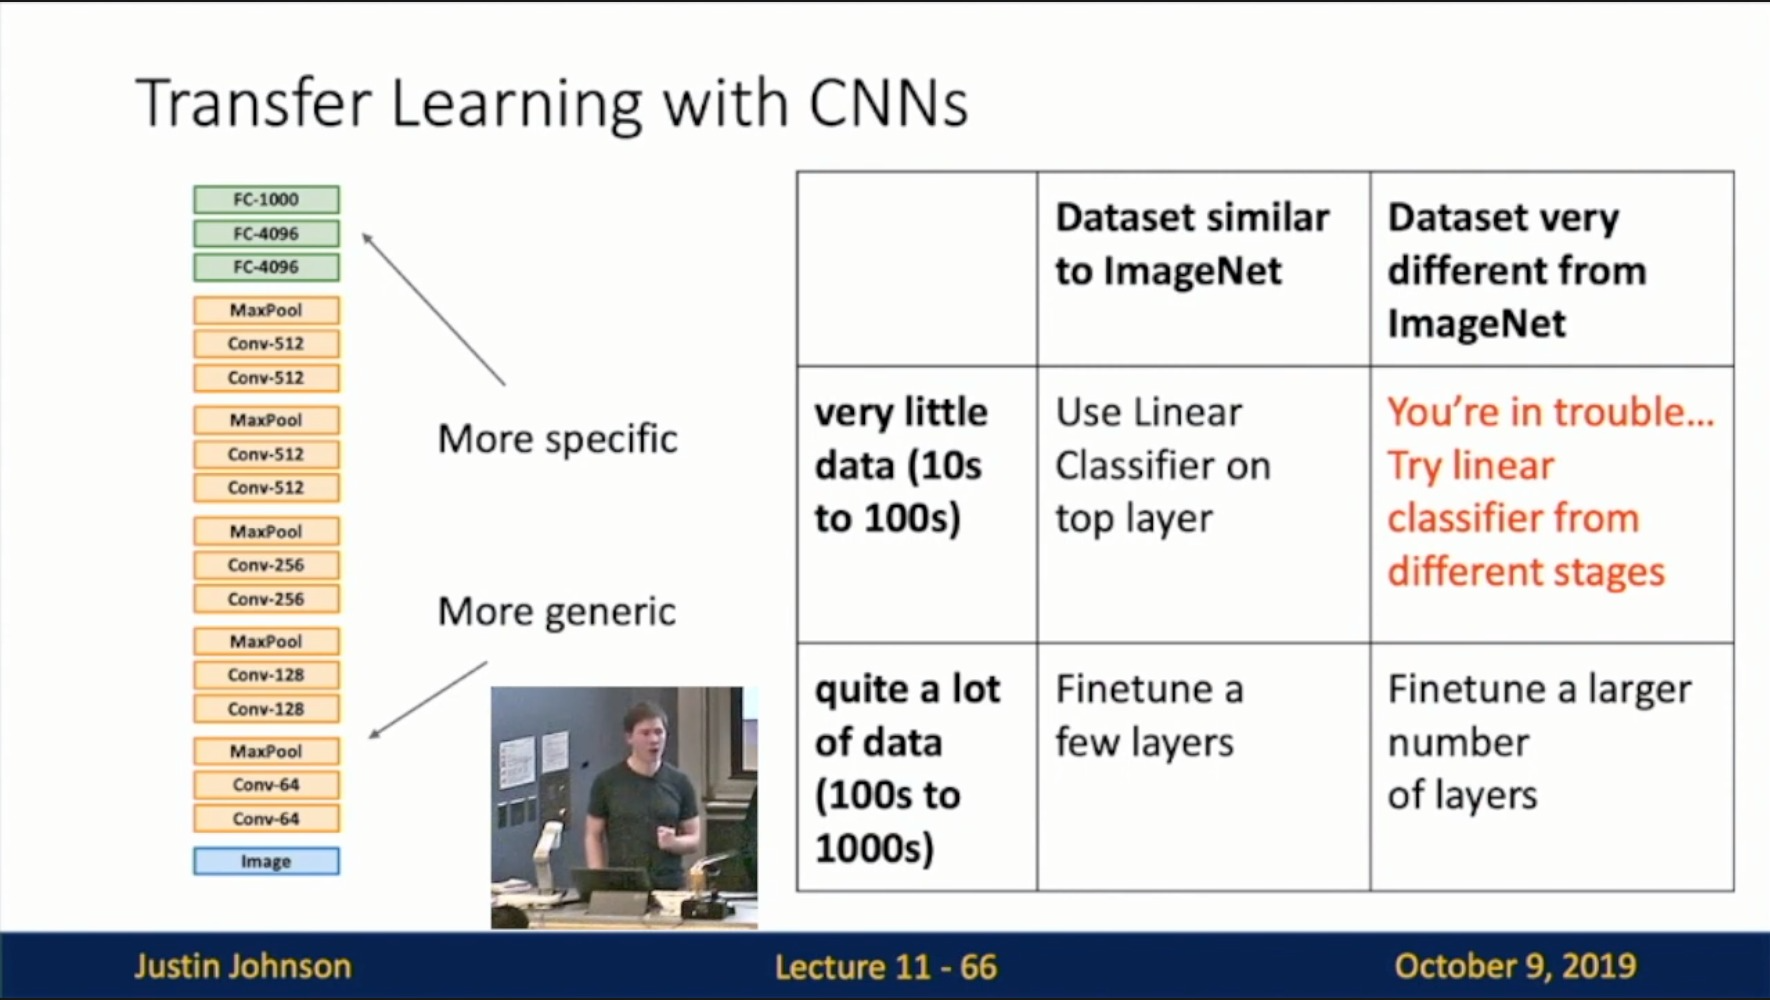 Transfer Learning with CNNs
FC-1000
FC-4096
FC-4096
MaxPool
Conv-512
Conv-512
MaxPool
Conv-512
Conv-512
MaxPool
Conv-256
Conv-256
MaxPool
Conv-128
Conv-128
MaxPool
Conv-64
Conv-64
Image
More specific
More generic
Dataset similar
to ImageNet
Dataset very
different from
ImageNet
very little
data (10s
to 100s)
Use Linear
Classifier on
top layer
You're in trouble...
Try linear
classifier from
different stages
quite a lot
of data
(100s to
1000s)
Finetune a
few layers
Finetune a larger
number
of layers
Justin Johnson
Lecture 11 - 66
October 9, 2019